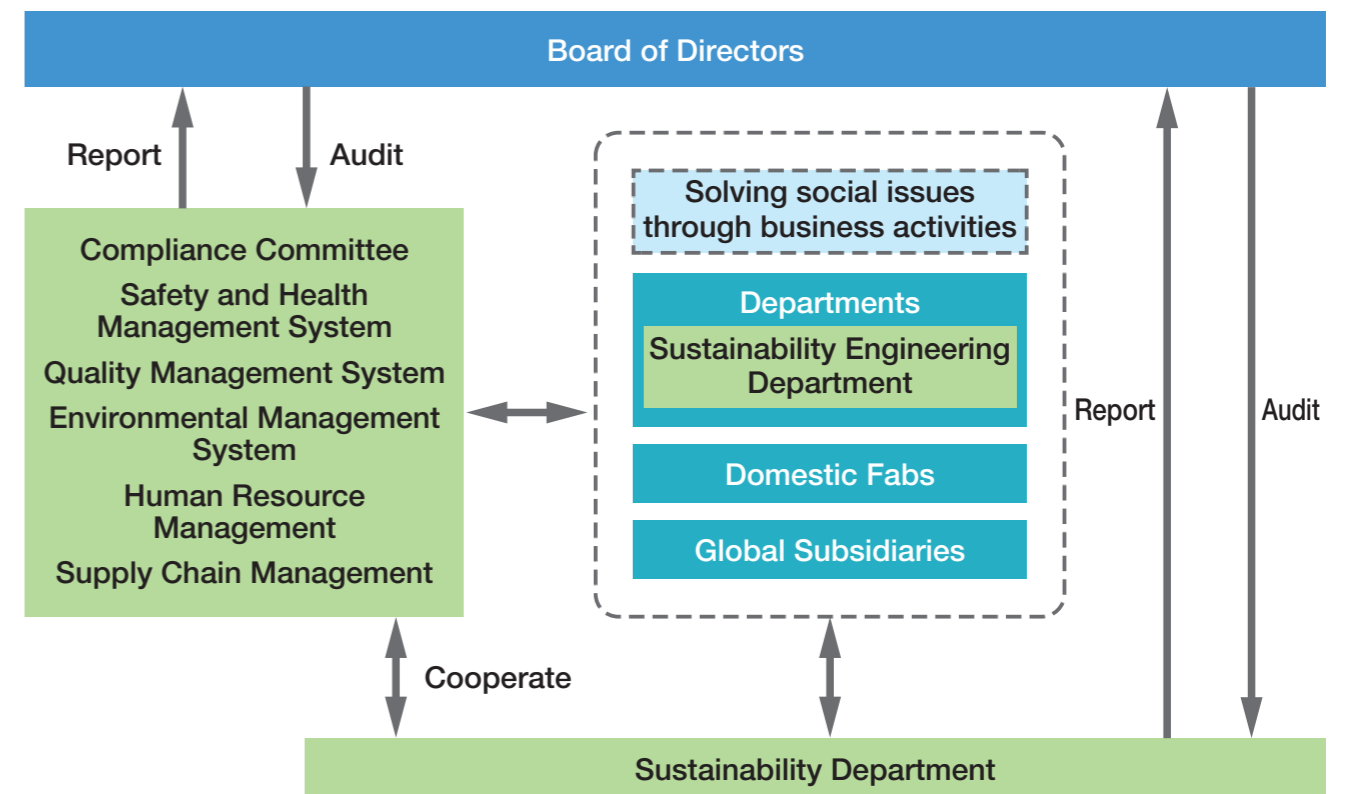 Board of Directors
Report
Audit
Compliance Committee
Safety and Health
Management System
Quality Management System
Environmental Management
System
Human Resource
Management
Supply Chain Management
Solving social issues
through business activities
Departments
Sustainability Engineering
Department
Domestic Fabs
Global Subsidiaries
Report
Audit
Cooperate
Sustainability Department